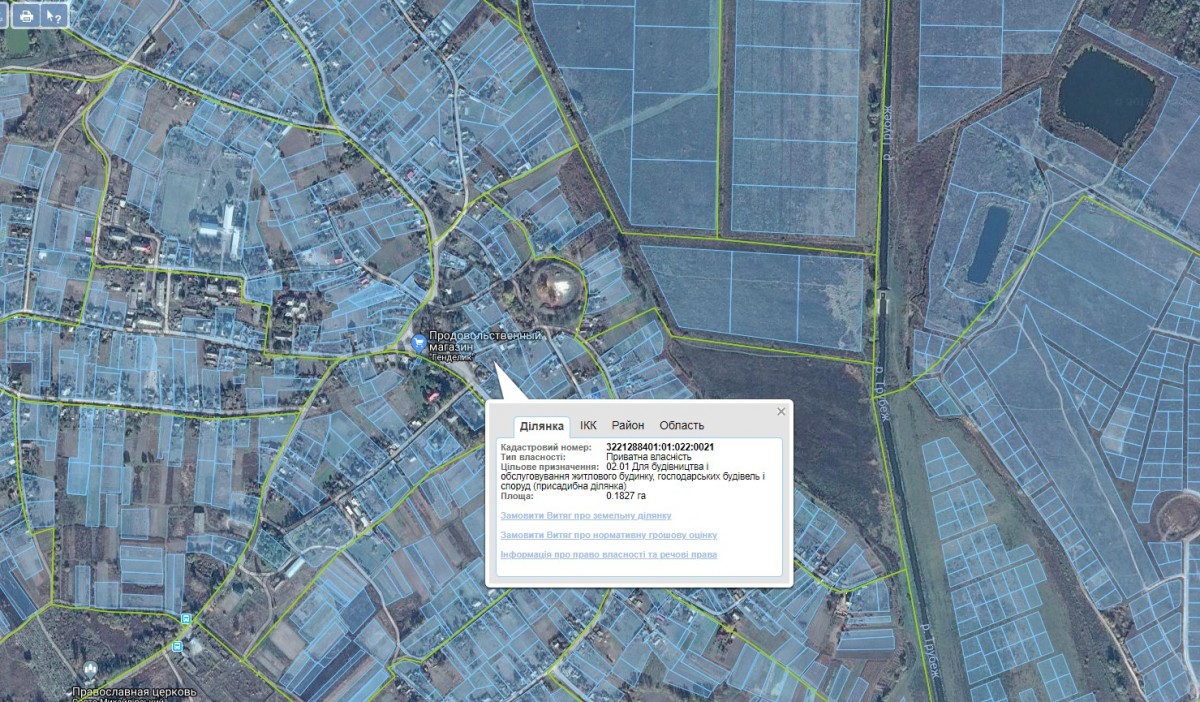 р. Трубеж
Продовольственный
магазин
"Генделик"
р. Трубеж
Ділянка ІКК Район Область
Кадастровий номер: 3221288401:01:022:0021
Тип власності: Приватна власність
Цільове призначення: 02.01 Для будівництва і
обслуговування житлового будинку, господарських будівель і
споруд (присадибна ділянка)
Площа: 0.1827 га
Замовити Витяг про земельну ділянку
Замовити Витяг про нормативну грошову оцінку
Інформація про право власності та речові права
р. Трубеж
Православная церковь